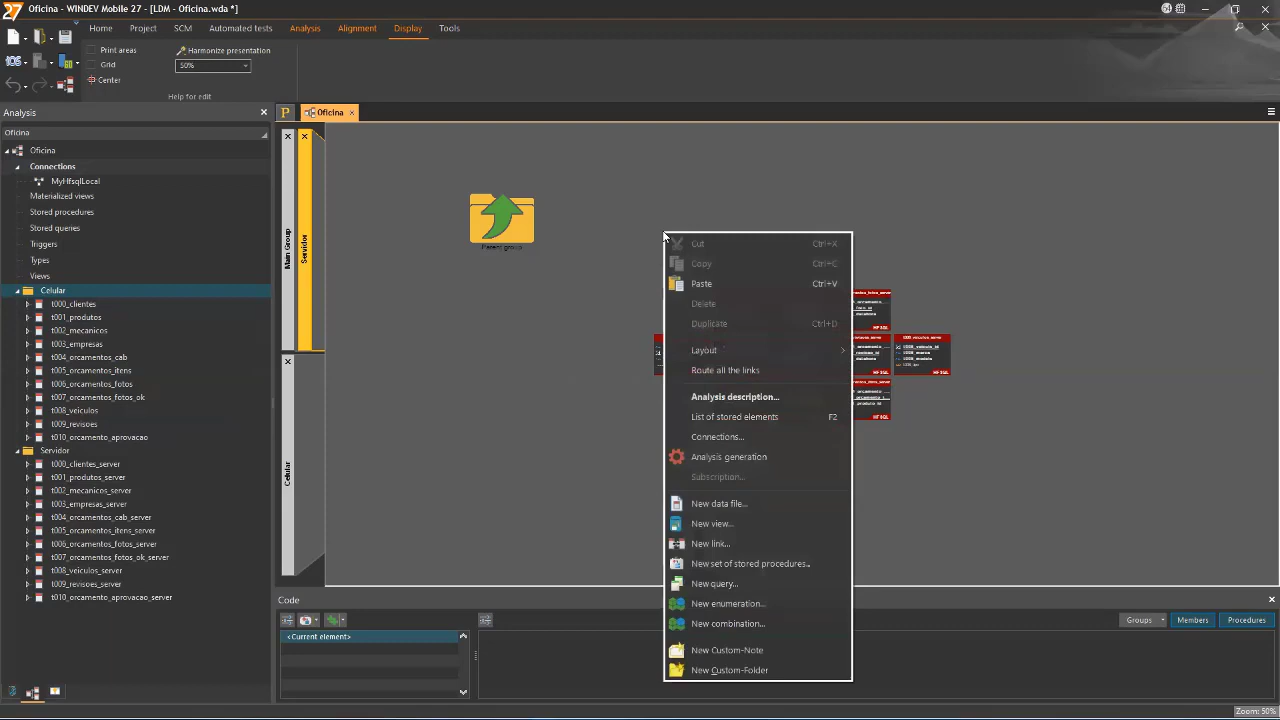 Oficina - WINDEV Mobile 27 - [LDM - Oficina.wda *]
Home Project SCM Automated tests Analysis Alignment Display Tools
Print areas
Harmonize presentation
Grid
50%
Center
Help for edit
Analysis
Oficina
Oficina
Oficina
Connections
MyHfsqlLocal
Materialized views
Stored procedures
Stored queries
Triggers
Types
Views
Celular
t000_clientes
t001_produtos
t002_mecanicos
t003_empresas
t004_orcamentos_cab
t005_orcamentos_itens
t006_orcamentos_fotos
t007_orcamentos_fotos_ok
t008_veiculos
t009_revisoes
t010_orcamento_aprovacao
Servidor
t000_clientes_server
t001_produtos_server
t002_mecanicos_server
t003_empresas_server
t004_orcamentos_cab_server
t005_orcamentos_itens_server
t006_orcamentos_fotos_server
t007_orcamentos_fotos_ok_server
t008_veiculos_server
t009_revisoes_server
t010_orcamento_aprovacao_server
Main Group
Servidor
Celular
Parent group
Cut Ctrl+X
Copy Ctrl+C
Paste Ctrl+V
Delete
Duplicate Ctrl+D
Layout
Route all the links
Analysis description...
List of stored elements F2
Connections...
Analysis generation
Subscription...
New data file...
New view...
New link...
New set of stored procedures...
New query...
New enumeration...
New combination...
New Custom-Note
New Custom-Folder
HFSQL
HFSQL
HFSQL
HFSQL
Code
Groups Members Procedures
<Current element>
Zoom: 50%